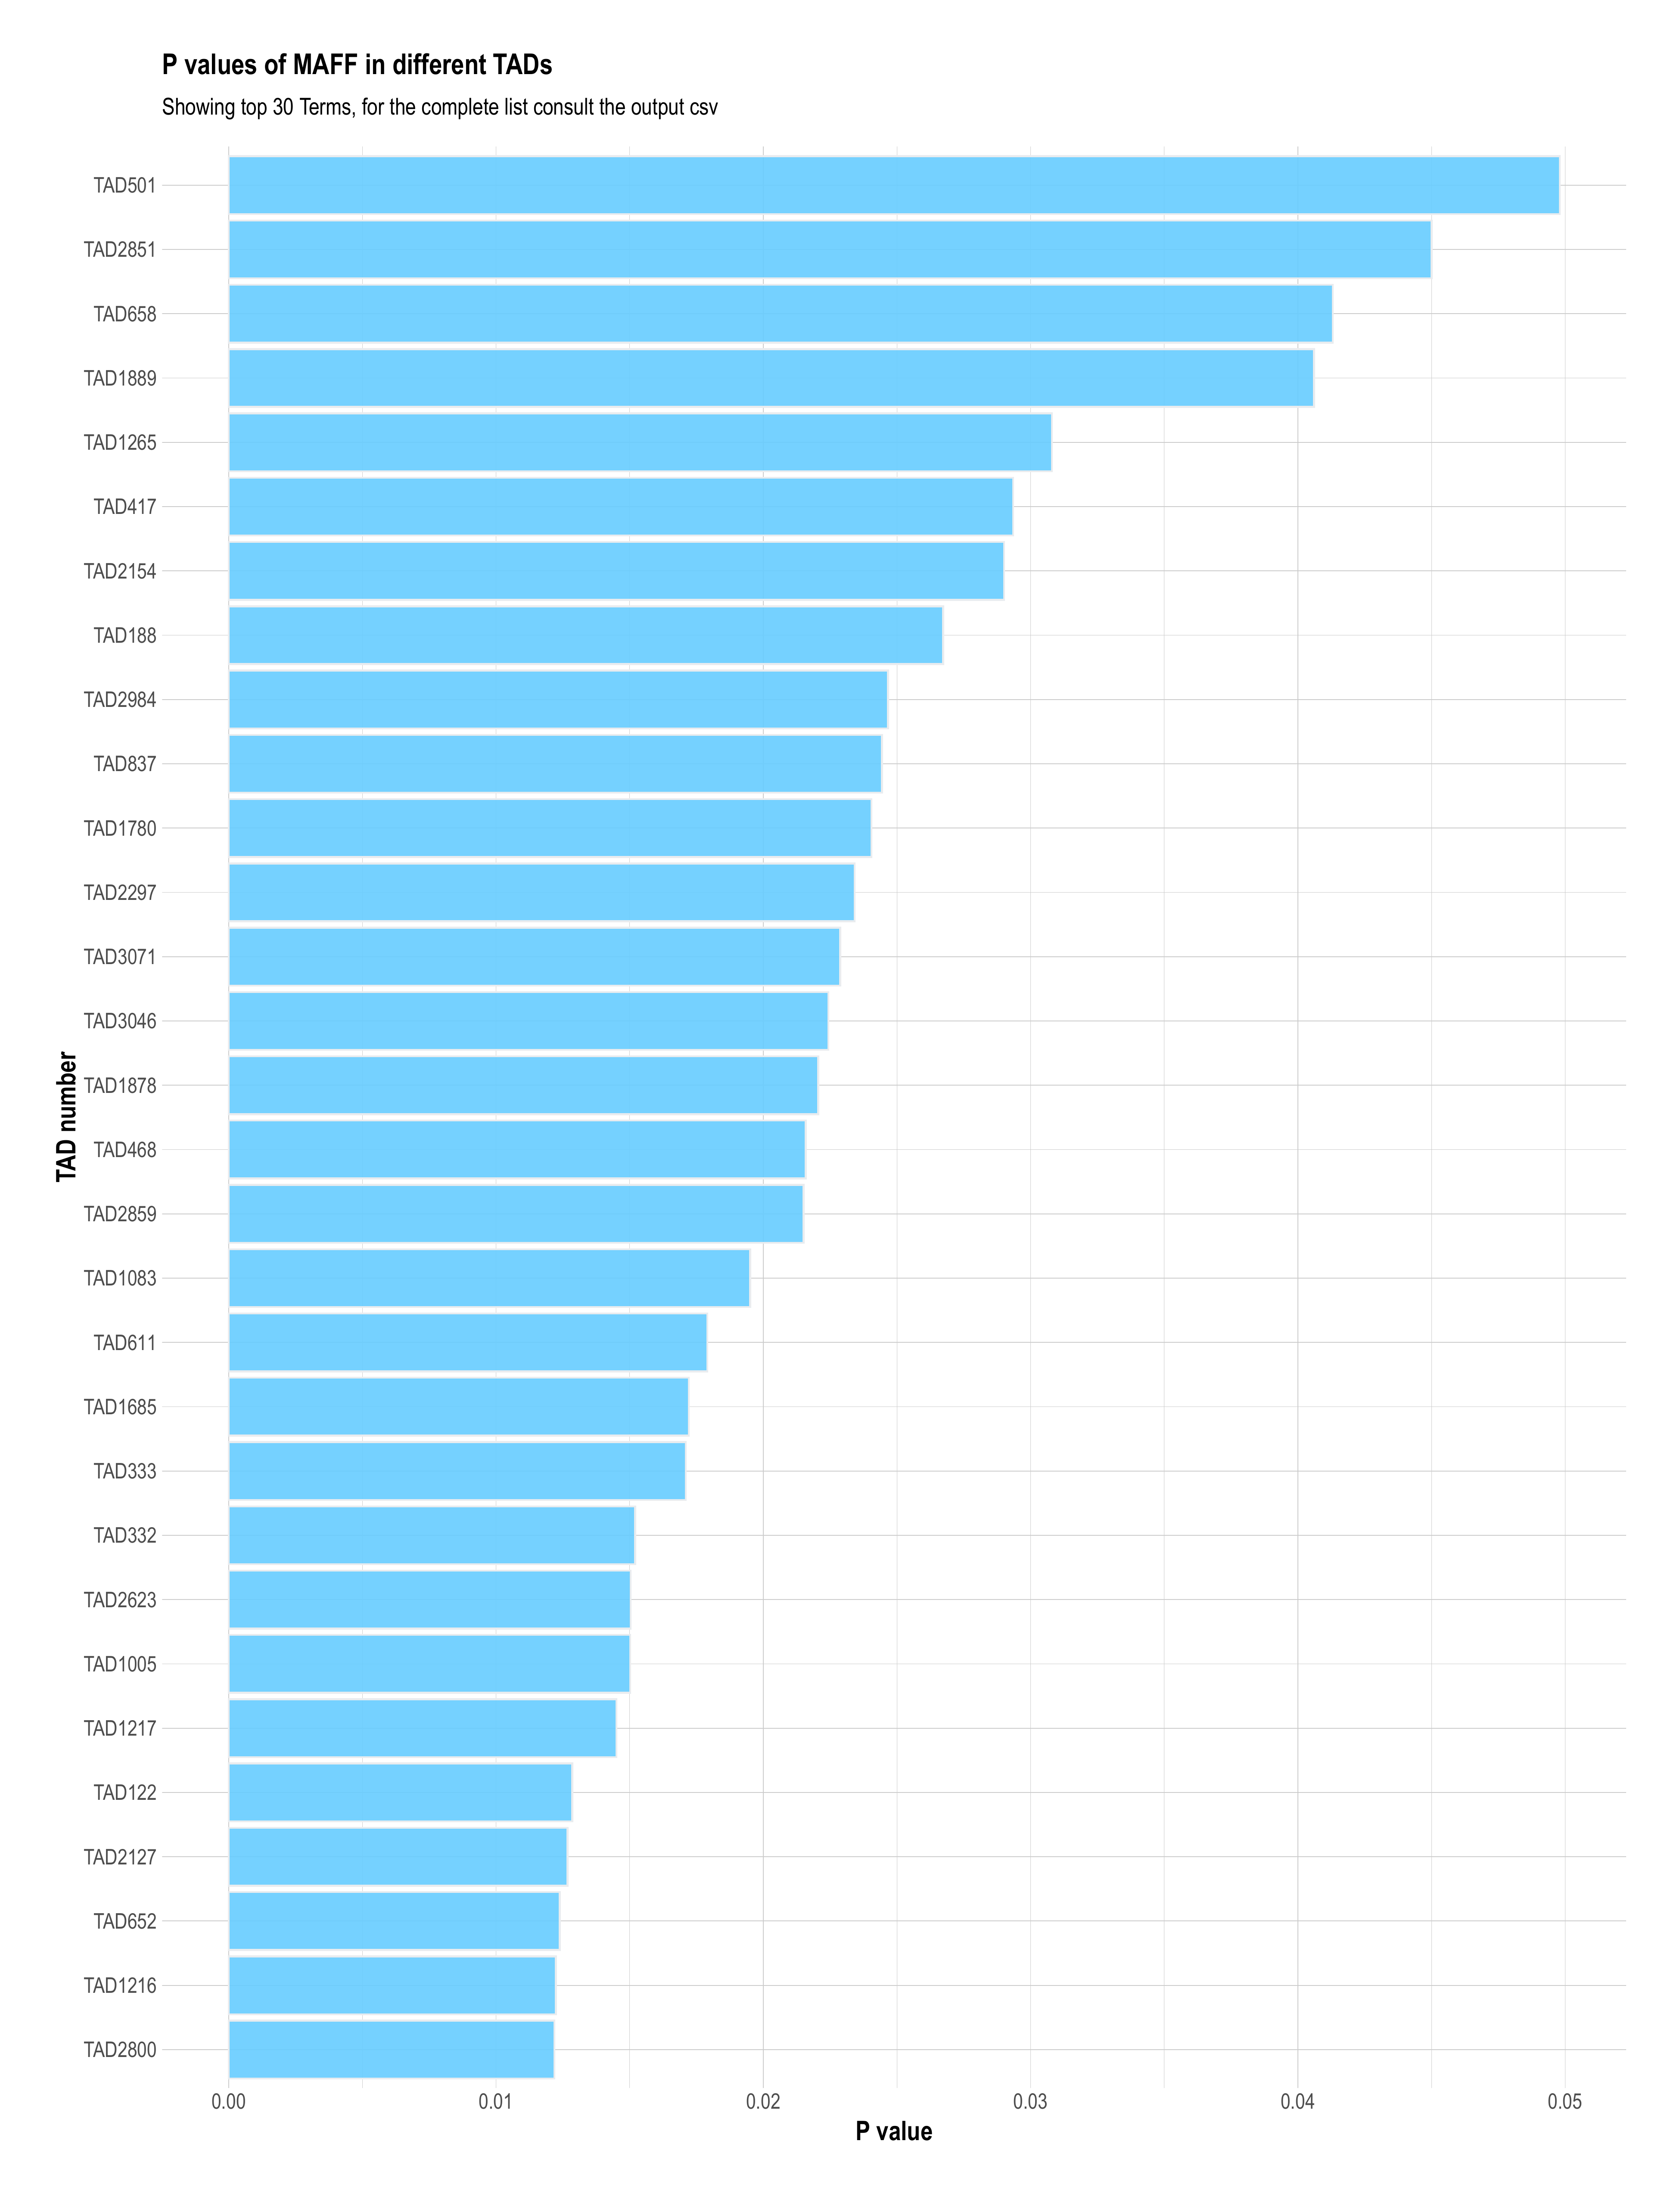 P values of MAFF in different TADs
Showing top 30 Terms, for the complete list consult the output csv
TAD501
TAD2851
TAD658
TAD1889
TAD1265
TAD417
TAD2154
TAD188
TAD2984
TAD837
TAD1780
TAD2297
TAD3071
TAD3046
TAD1878
TAD468
TAD2859
TAD1083
TAD611
TAD1685
TAD333
TAD332
TAD2623
TAD1005
TAD1217
TAD122
TAD2127
TAD652
TAD1216
TAD2800
TAD number
0.00 0.01 0.02 0.03 0.04 0.05
P value